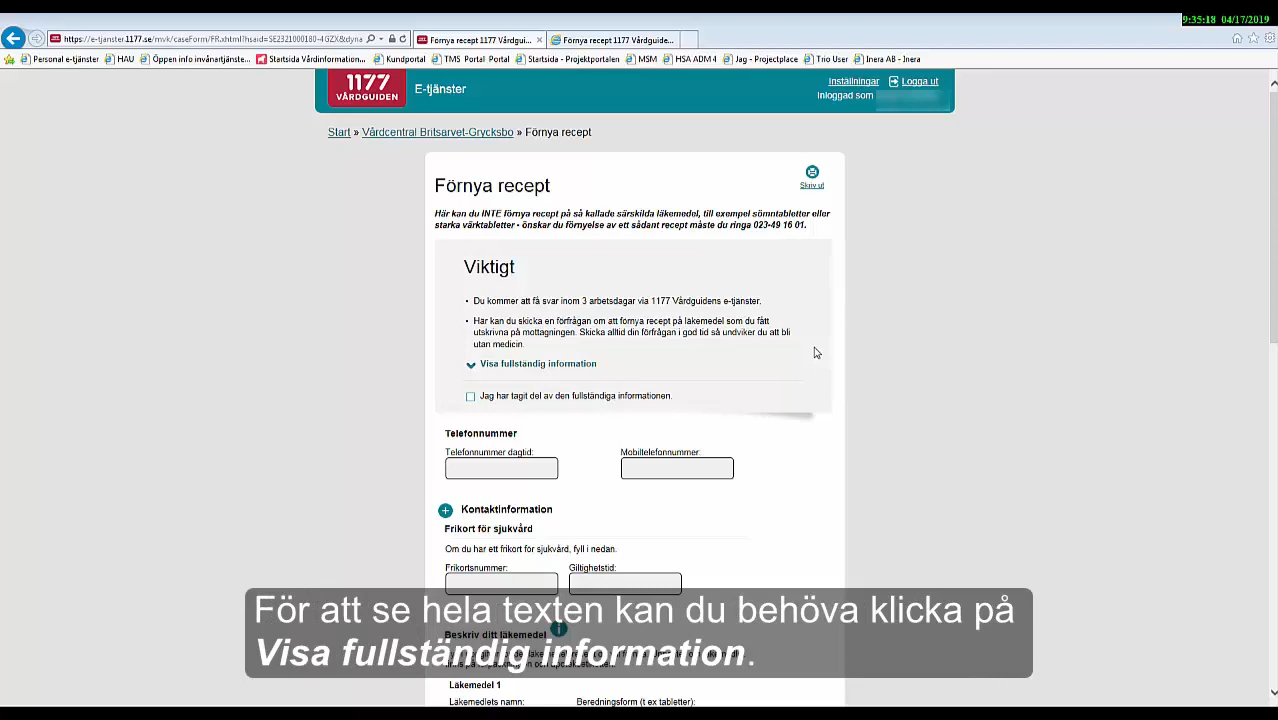 9:35:18 04/17/2019
https://e-tjanster.1177.se/mvk/caseForm/FR.xhtml?hsaid=SE2321000180-4GZX&dyna
Förnya recept 1177 Vårdgui...
Förnya recept 1177 Vårdguide...
Personal e-tjänster
HAU
Öppen info invånartjänste...
Startsida Vårdinformation...
Kundportal
TMS Portal Portal
Startsida - Projektportalen
MSM
HSA ADM 4
Jag - Projectplace
Trio User
Inera AB - Inera
1177
VÅRDGUIDEN
E-tjänster
Inställningar
Logga ut
Inloggad som
Start » Vårdcentral Britsarvet-Grycksbo » Förnya recept
Skriv ut
Förnya recept
Här kan du INTE förnya recept på så kallade särskilda läkemedel, till exempel sömntabletter eller
starka värktabletter - önskar du förnyelse av ett sådant recept måste du ringa 023-49 16 01.
Viktigt
• Du kommer att få svar inom 3 arbetsdagar via 1177 Vårdguidens e-tjänster.
• Här kan du skicka en förfrågan om att förnya recept på läkemedel som du fått
utskrivna på mottagningen. Skicka alltid din förfrågan i god tid så undviker du att bli
utan medicin.
Visa fullständig information
Jag har tagit del av den fullständiga informationen.
Telefonnummer
Telefonnummer dagtid:
Mobiltelefonnummer:
Kontaktinformation
Frikort för sjukvård
Om du har ett frikort för sjukvård, fyll i nedan.
Frikortsnummer:
Giltighetstid:
För att se hela texten kan du behöva klicka på
Visa fullständig information.
Beskriv ditt läkemedel
Läkemedel 1
Läkemedlets namn:
Beredningsform (t ex tabletter):